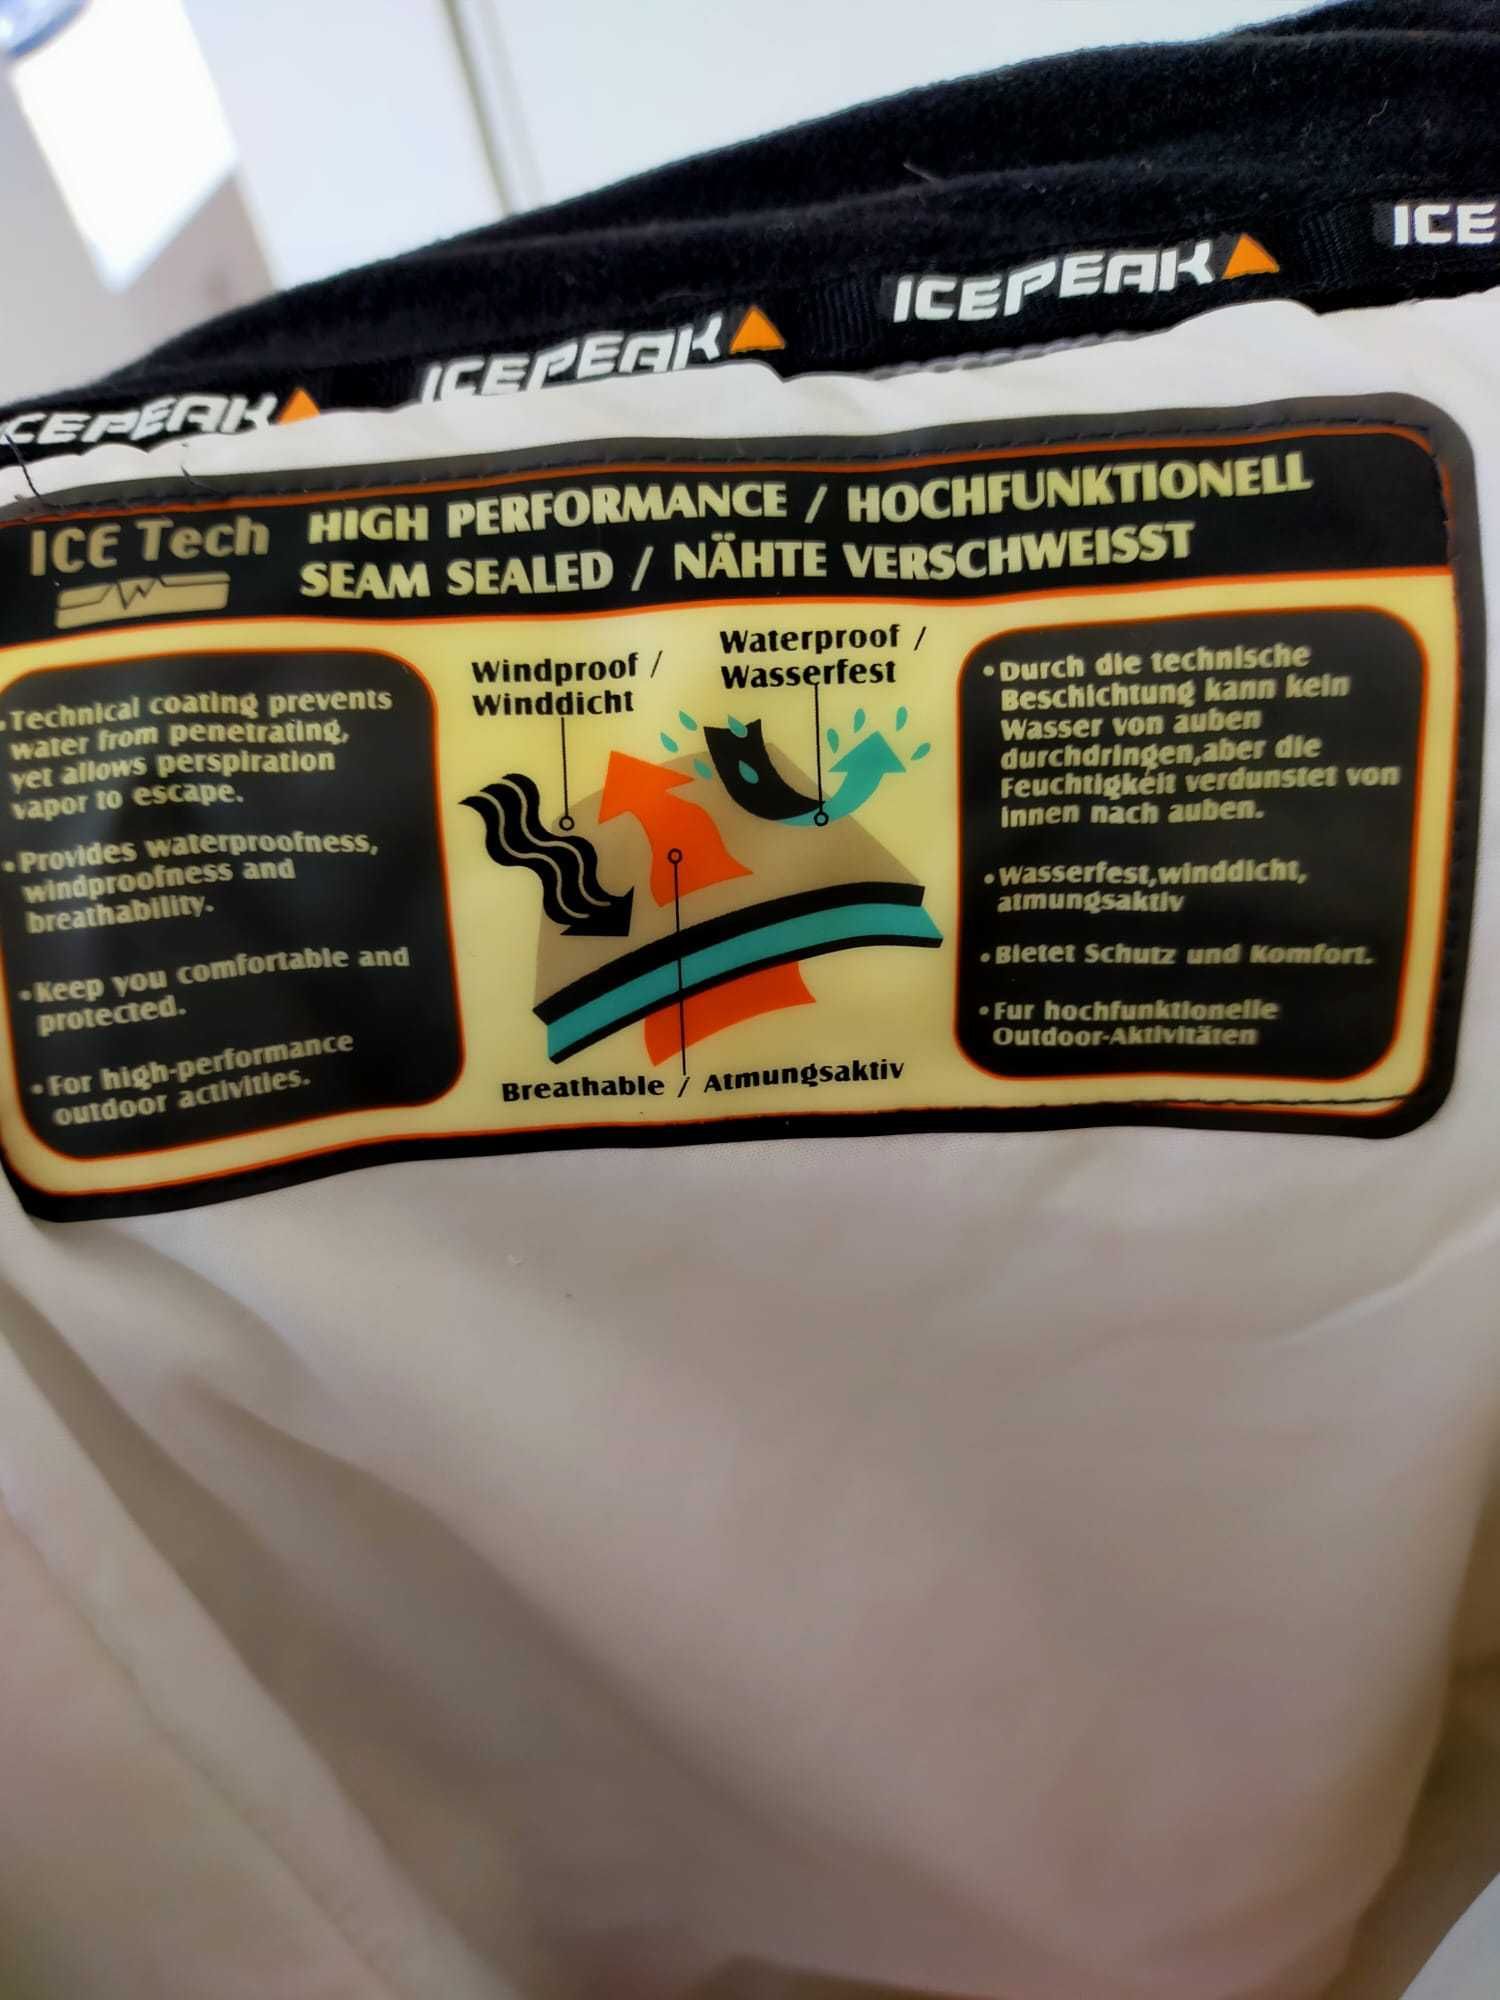 ICE
ICEPEAK
ICEPEAK
CEPEAK
ICE Tech
HIGH PERFORMANCE / HOCHFUNKTIONELL
SEAM SEALED / NÄHTE VERSCHWEISST
• Technical coating prevents
water from penetrating,
yet allows perspiration
vapor to escape.
• Provides waterproofness,
windproofness and
breathability.
• Keep you comfortable and
protected.
• For high-performance
outdoor activities.
Windproof /
Winddicht
Waterproof /
Wasserfest
Breathable / Atmungsaktiv
• Durch die technische
Beschichtung kann kein
Wasser von auben
durchdringen,aber die
Feuchtigkeit verdunstet von
innen nach auben.
• Wasserfest,winddicht,
atmungsaktiv
• Bietet Schutz und Komfort.
• Fur hochfunktionelle
Outdoor-Aktivitäten